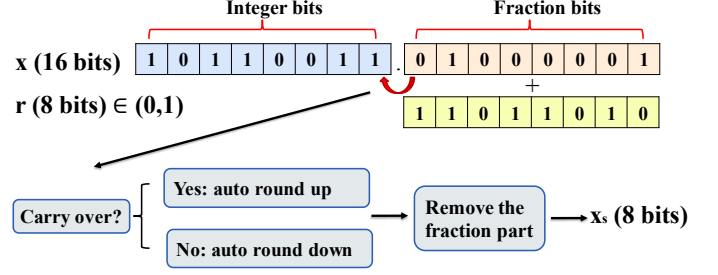 Integer bits Fraction bits
x (16 bits) 1 0 1 1 0 0 1 1 . 0 1 0 0 0 0 0 1
+
r (8 bits) ∈ (0,1) 1 1 0 1 1 0 1 0
Yes: auto round up
Carry over?
No: auto round down
Remove the
fraction part
xs (8 bits)